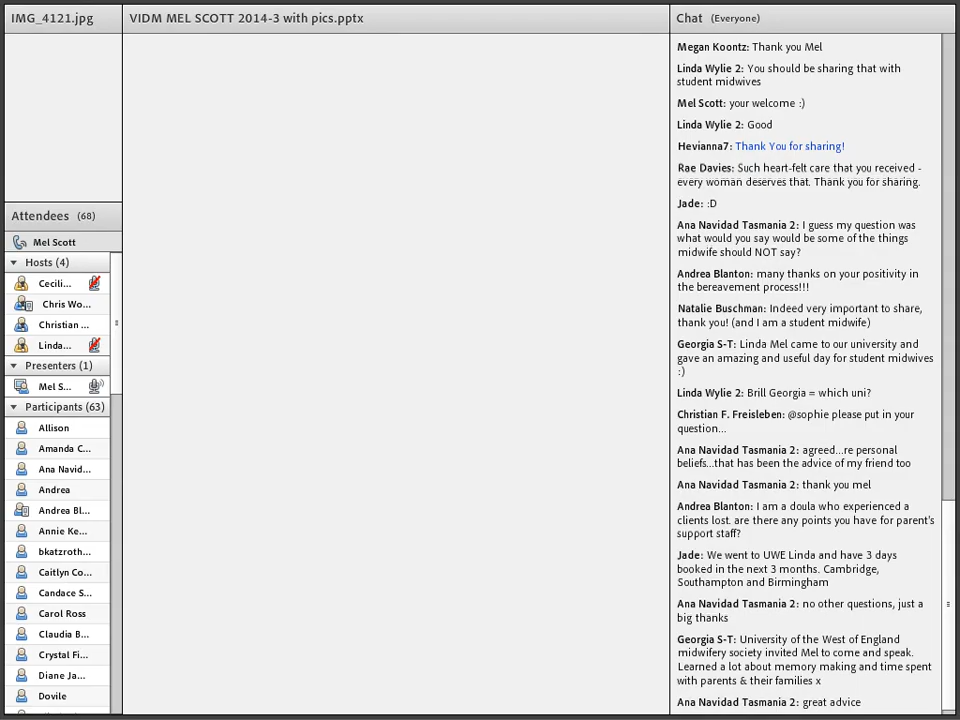 IMG_4121.jpg
VIDM MEL SCOTT 2014-3 with pics.pptx
Chat (Everyone)
Attendees (68)
Mel Scott
Hosts (4)
Cecili...
Chris Wo...
Christian ...
Linda...
Presenters (1)
Mel S...
Participants (63)
Allison
Amanda C...
Ana Navid...
Andrea
Andrea Bl...
Annie Ke...
bkatzroth...
Caitlyn Co...
Candace S...
Carol Ross
Claudia B...
Crystal Fi...
Diane Ja...
Dovile
Megan Koontz: Thank you Mel
Linda Wylie 2: You should be sharing that with
student midwives
Mel Scott: your welcome :)
Linda Wylie 2: Good
Hevianna7: Thank You for sharing!
Rae Davies: Such heart-felt care that you received -
every woman deserves that. Thank you for sharing.
Jade: :D
Ana Navidad Tasmania 2: I guess my question was
what would you say would be some of the things
midwife should NOT say?
Andrea Blanton: many thanks on your positivity in
the bereavement process!!!
Natalie Buschman: Indeed very important to share,
thank you! (and I am a student midwife)
Georgia S-T: Linda Mel came to our university and
gave an amazing and useful day for student midwives
:)
Linda Wylie 2: Brill Georgia = which uni?
Christian F. Freisleben: @sophie please put in your
question...
Ana Navidad Tasmania 2: agreed...re personal
beliefs...that has been the advice of my friend too
Ana Navidad Tasmania 2: thank you mel
Andrea Blanton: I am a doula who experienced a
clients lost. are there any points you have for parent's
support staff?
Jade: We went to UWE Linda and have 3 days
booked in the next 3 months. Cambridge,
Southampton and Birmingham
Ana Navidad Tasmania 2: no other questions, just a
big thanks
Georgia S-T: University of the West of England
midwifery society invited Mel to come and speak.
Learned a lot about memory making and time spent
with parents & their families x
Ana Navidad Tasmania 2: great advice